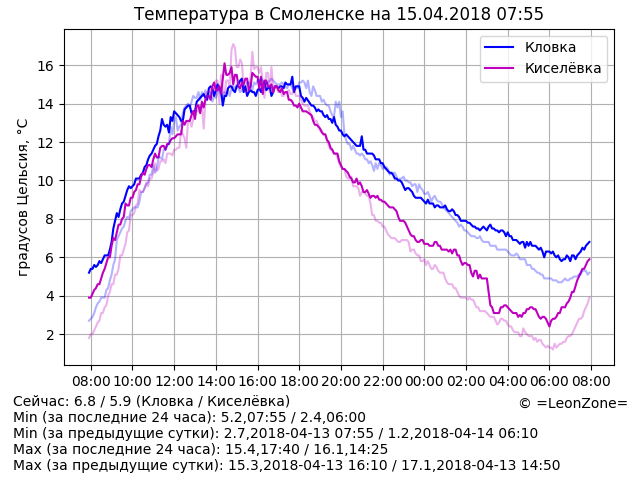 Температура в Смоленске на 15.04.2018 07:55
Кловка
Киселёвка
градусов Цельсия, °C
16
14
12
10
8
6
4
2
08:00 10:00 12:00 14:00 16:00 18:00 20:00 22:00 00:00 02:00 04:00 06:00 08:00
Сейчас: 6.8 / 5.9 (Кловка / Киселёвка)
© =LeonZone=
Min (за последние 24 часа): 5.2,07:55 / 2.4,06:00
Min (за предыдущие сутки): 2.7,2018-04-13 07:55 / 1.2,2018-04-14 06:10
Max (за последние 24 часа): 15.4,17:40 / 16.1,14:25
Max (за предыдущие сутки): 15.3,2018-04-13 16:10 / 17.1,2018-04-13 14:50